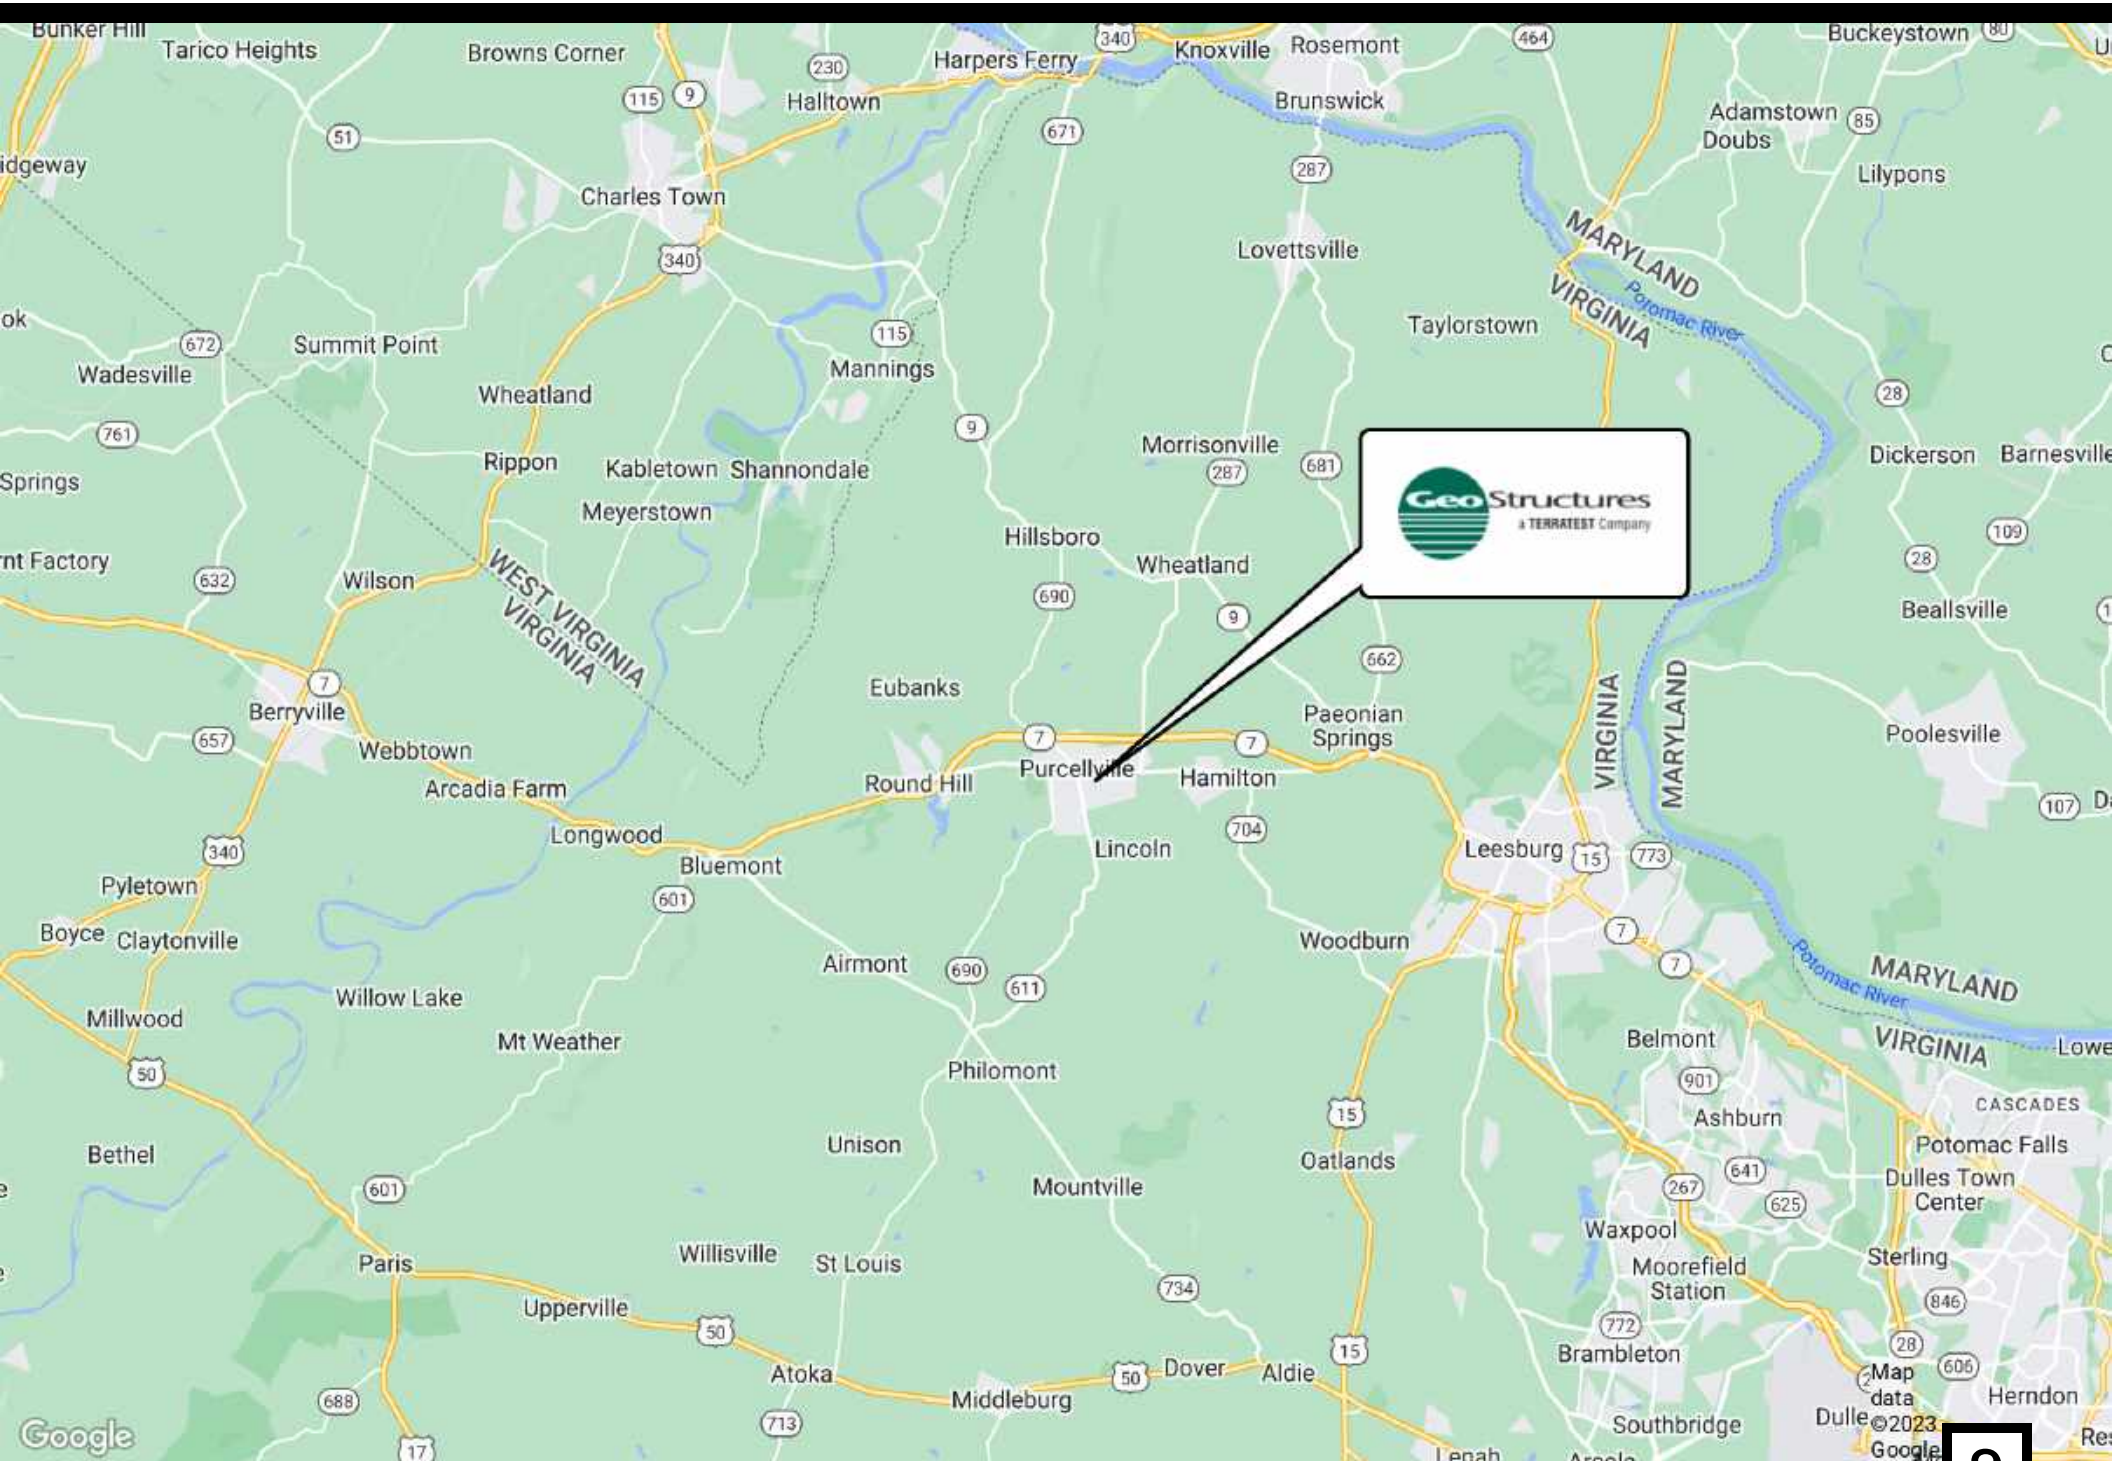 Bunker Hill
Tarico Heights
Browns Corner
230
Harpers Ferry
340
Knoxville
Rosemont
464
Buckeystown
80
115
9
Halltown
Brunswick
Adamstown
85
Doubs
51
671
idgeway
287
Lilypons
Charles Town
MARYLAND
VIRGINIA
Potomac River
340
Lovettsville
ok
672
Summit Point
115
Taylorstown
Wadesville
Mannings
Wheatland
28
761
9
Morrisonville
287
681
Dickerson
Barnesville
Rippon
Kabletown
Shannondale
Springs
Meyerstown
GeoStructures
a TERRATEST Company
109
Hillsboro
Wheatland
28
nt Factory
632
Wilson
WEST VIRGINIA
VIRGINIA
690
9
Beallsville
662
7
Berryville
Eubanks
Paeonian
Springs
VIRGINIA
MARYLAND
657
Webbtown
7
7
Poolesville
Arcadia Farm
Round Hill
Purcellville
Hamilton
107
340
Longwood
Bluemont
Lincoln
704
Leesburg
15
773
Pyletown
601
Boyce
Claytonville
7
Woodburn
7
Potomac River
MARYLAND
VIRGINIA
Airmont
690
611
Willow Lake
Millwood
Mt Weather
Belmont
Lowe
50
Philomont
901
15
Ashburn
CASCADES
Bethel
Unison
Oatlands
Potomac Falls
601
Mountville
267
641
625
Dulles Town
Center
Paris
Willisville
St Louis
Waxpool
Moorefield
Station
Sterling
734
846
Upperville
50
15
772
28
Atoka
50
Dover
Aldie
Brambleton
606
688
Middleburg
Map
data
©2023
Google
Herndon
Google
17
713
Southbridge
Dulle
Res